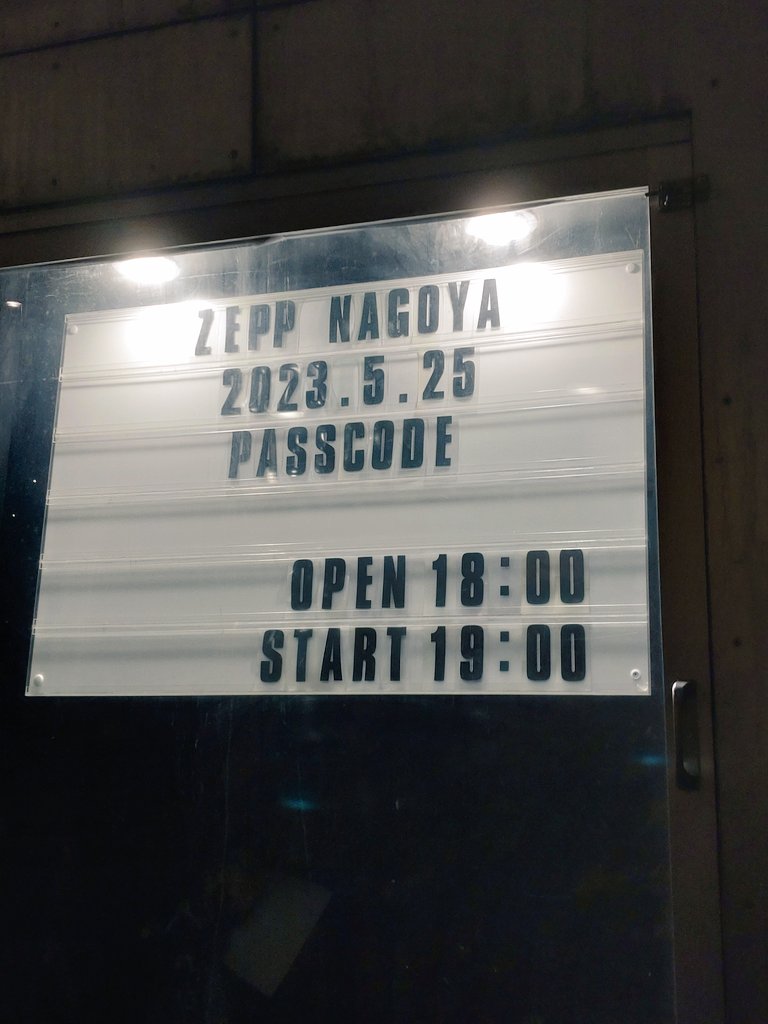 ZEPP NAGOYA
2023.5.25
PASSCODE
OPEN 18:00
START 19:00